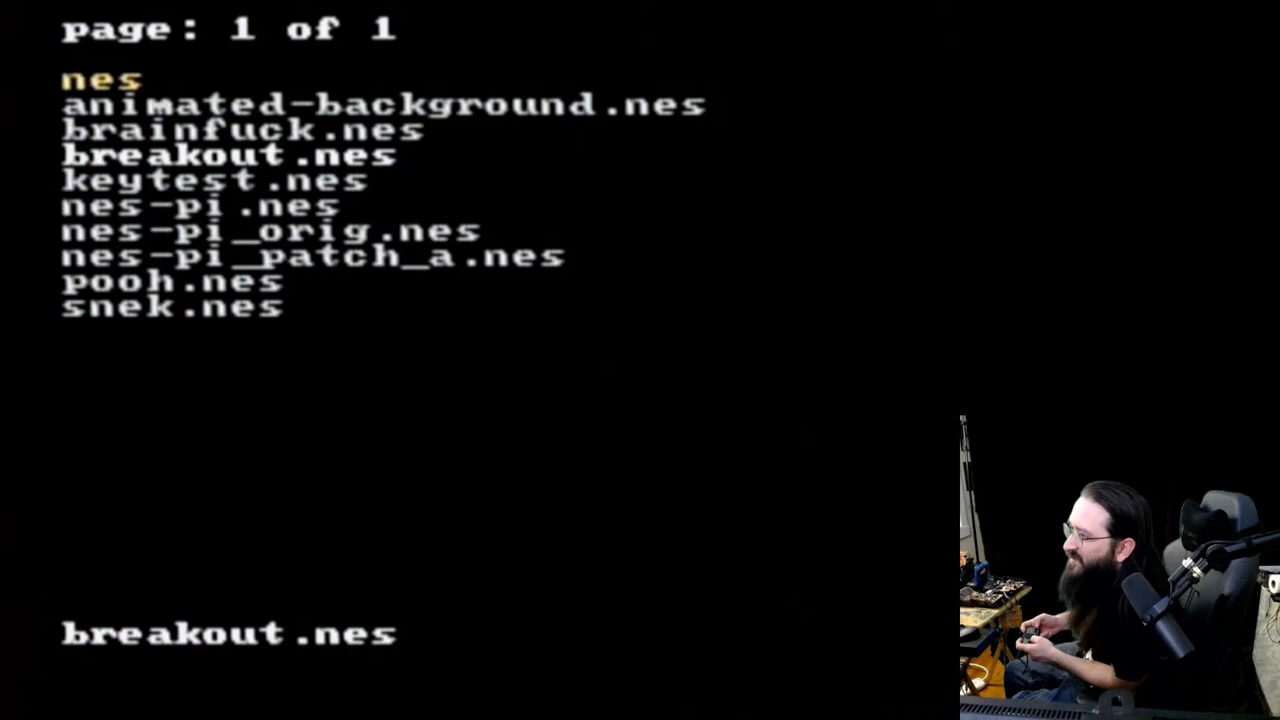 page: 1 of 1
nes
animated-background.nes
brainfuck.nes
breakout.nes
keytest.nes
nes-pi.nes
nes-pi_orig.nes
nes-pi_patch_a.nes
pooh.nes
snek.nes
breakout.nes